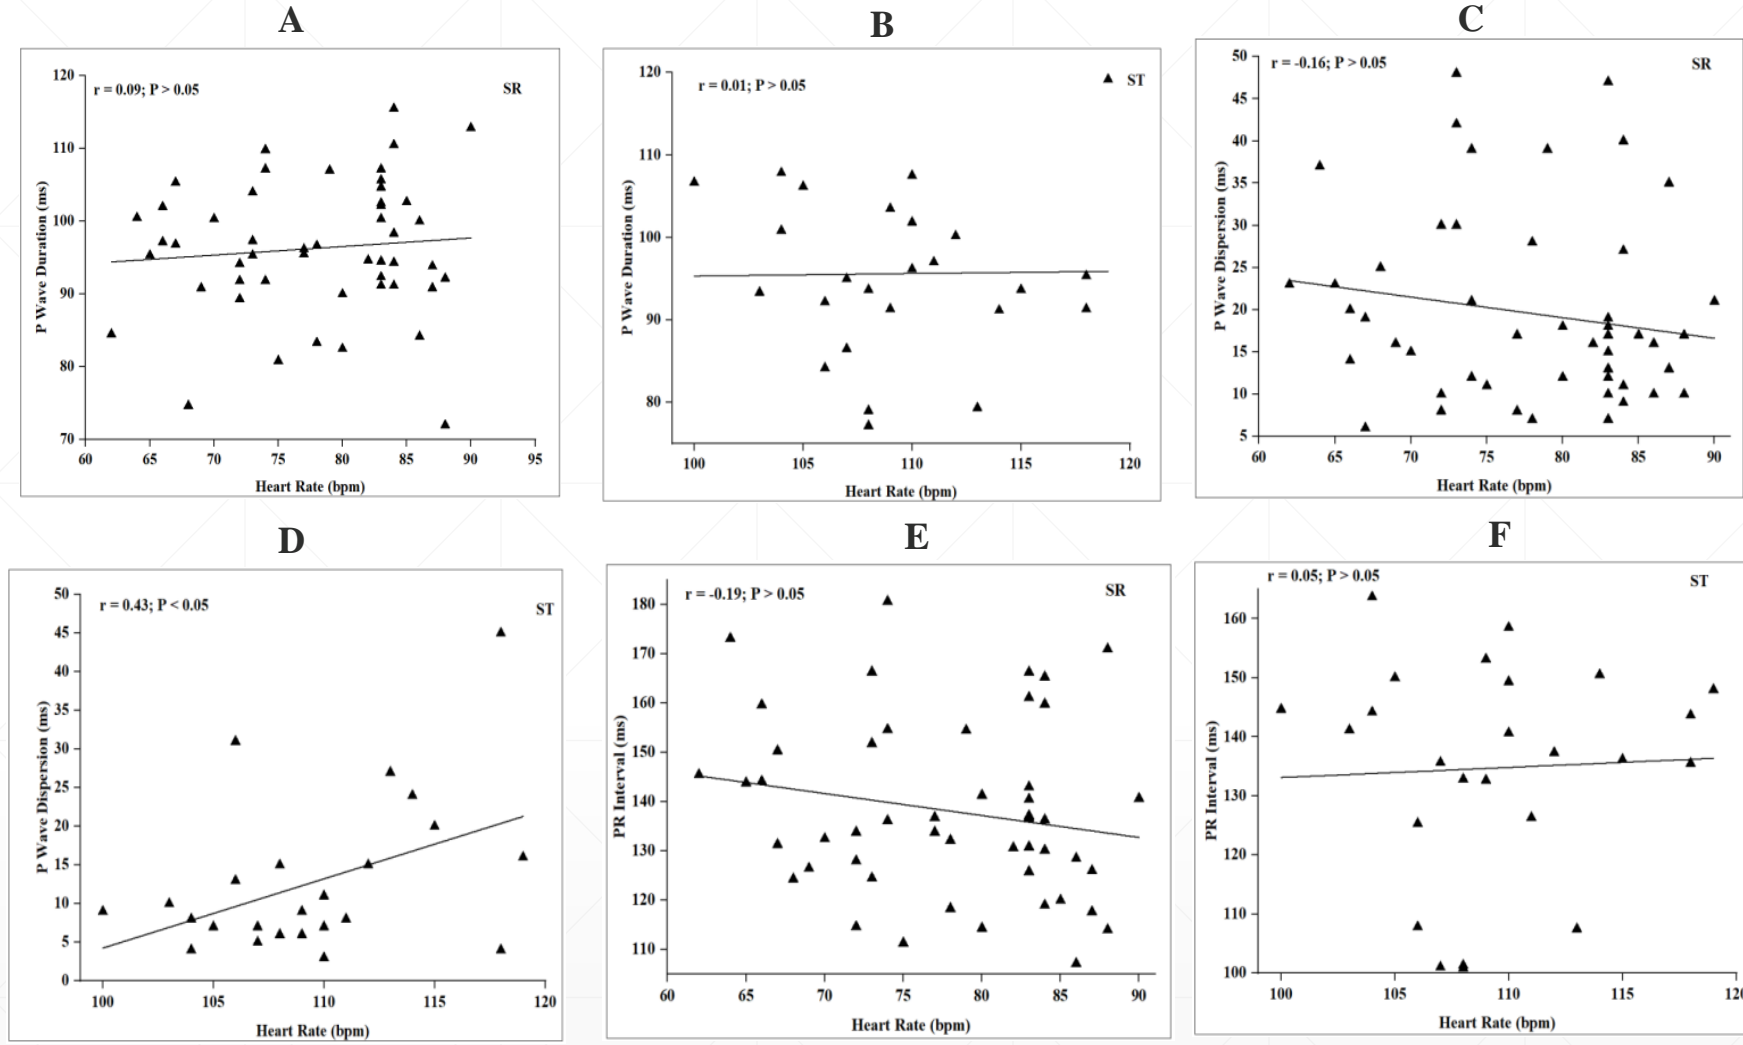 A
B
C
r = 0.09; P > 0.05
SR
120
110
100
90
80
70
P Wave Duration (ms)
60 65 70 75 80 85 90 95
Heart Rate (bpm)
r = 0.01; P > 0.05
ST
120
110
100
90
80
P Wave Duration (ms)
100 105 110 115 120
Heart Rate (bpm)
r = -0.16; P > 0.05
SR
50
45
40
35
30
25
20
15
10
5
P Wave Dispersion (ms)
60 65 70 75 80 85 90
Heart Rate (bpm)
D
E
F
r = 0.43; P < 0.05
ST
50
45
40
35
30
25
20
15
10
5
0
P Wave Dispersion (ms)
100 105 110 115 120
Heart Rate (bpm)
r = -0.19; P > 0.05
SR
180
170
160
150
140
130
120
110
PR Interval (ms)
60 65 70 75 80 85 90
Heart Rate (bpm)
r = 0.05; P > 0.05
ST
160
150
140
130
120
110
100
PR Interval (ms)
100 105 110 115 120
Heart Rate (bpm)